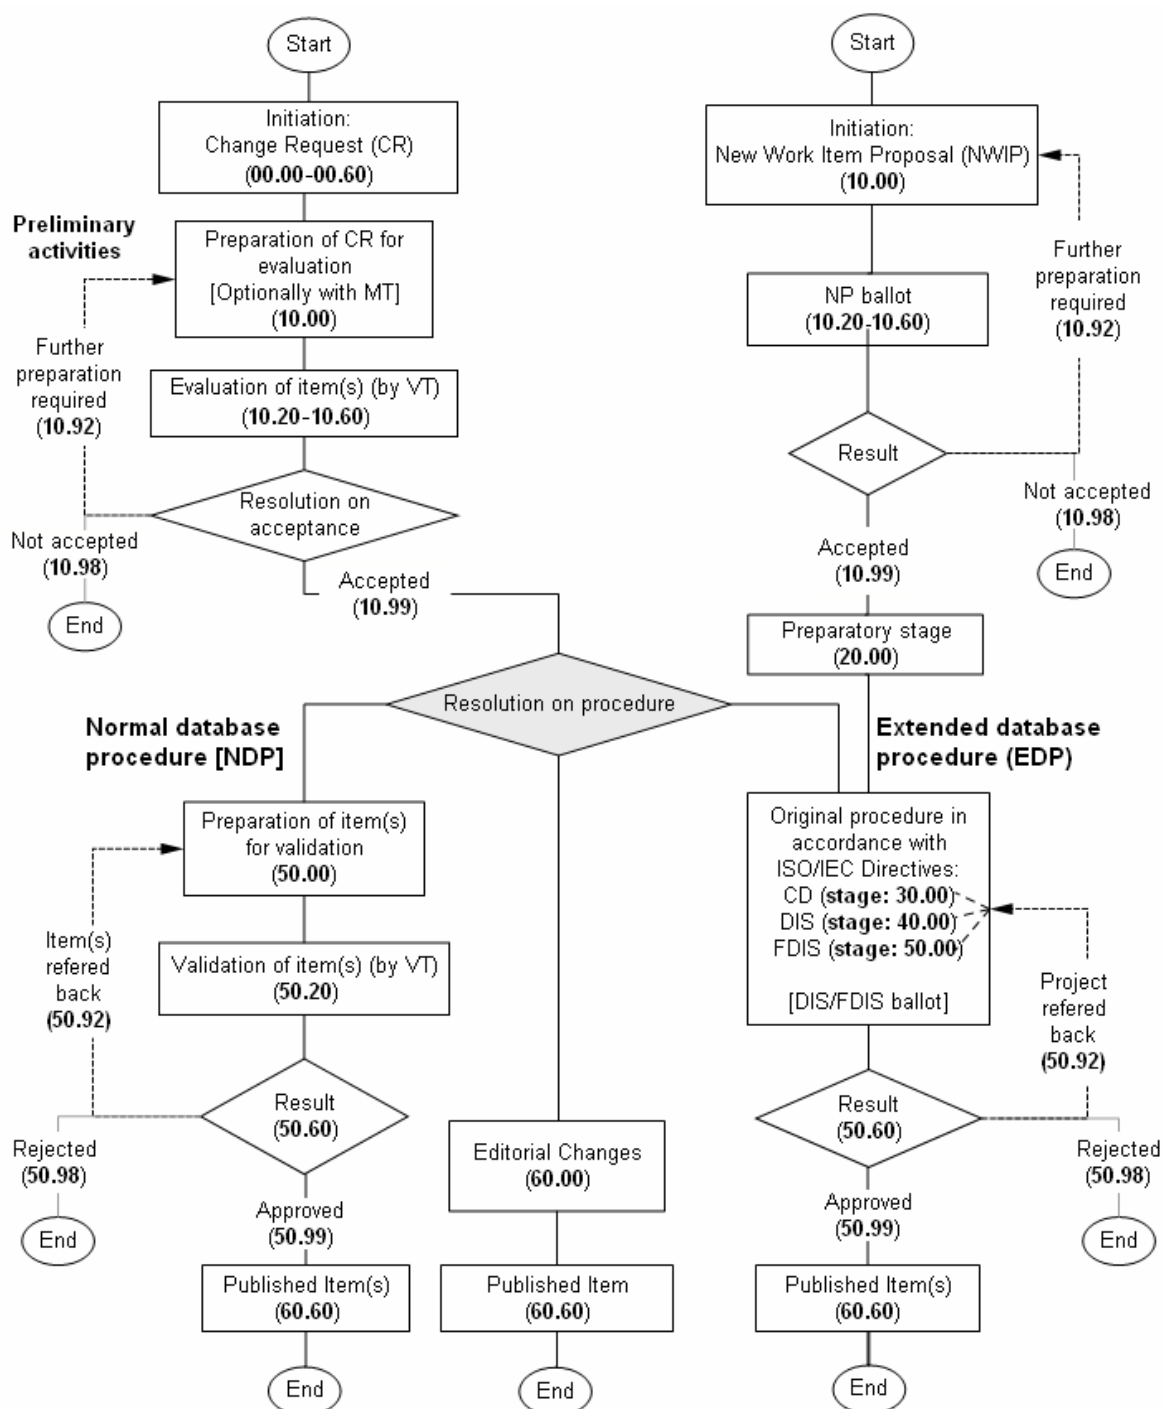 Start
Initiation:
Change Request (CR)
(00.00-00.60)
Preliminary
activities
Preparation of CR for
evaluation
[Optionally with MT]
(10.00)
Further
preparation
required
(10.92)
Evaluation of item(s) (by VT)
(10.20-10.60)
Resolution on
acceptance
Not accepted
(10.98)
End
Accepted
(10.99)
Start
Initiation:
New Work Item Proposal (NWIP)
(10.00)
Further
preparation
required
(10.92)
NP ballot
(10.20-10.60)
Result
Not accepted
(10.98)
End
Accepted
(10.99)
Preparatory stage
(20.00)
Resolution on procedure
Normal database
procedure [NDP]
Preparation of item(s)
for validation
(50.00)
Item(s)
refered
back
(50.92)
Validation of item(s) (by VT)
(50.20)
Result
(50.60)
Rejected
(50.98)
End
Approved
(50.99)
Published Item(s)
(60.60)
End
Editorial Changes
(60.00)
Published Item
(60.60)
End
Extended database
procedure (EDP)
Original procedure in
accordance with
ISO/IEC Directives:
CD (stage: 30.00)
DIS (stage: 40.00)
FDIS (stage: 50.00)
[DIS/FDIS ballot]
Project
refered
back
(50.92)
Result
(50.60)
Rejected
(50.98)
End
Approved
(50.99)
Published Item(s)
(60.60)
End